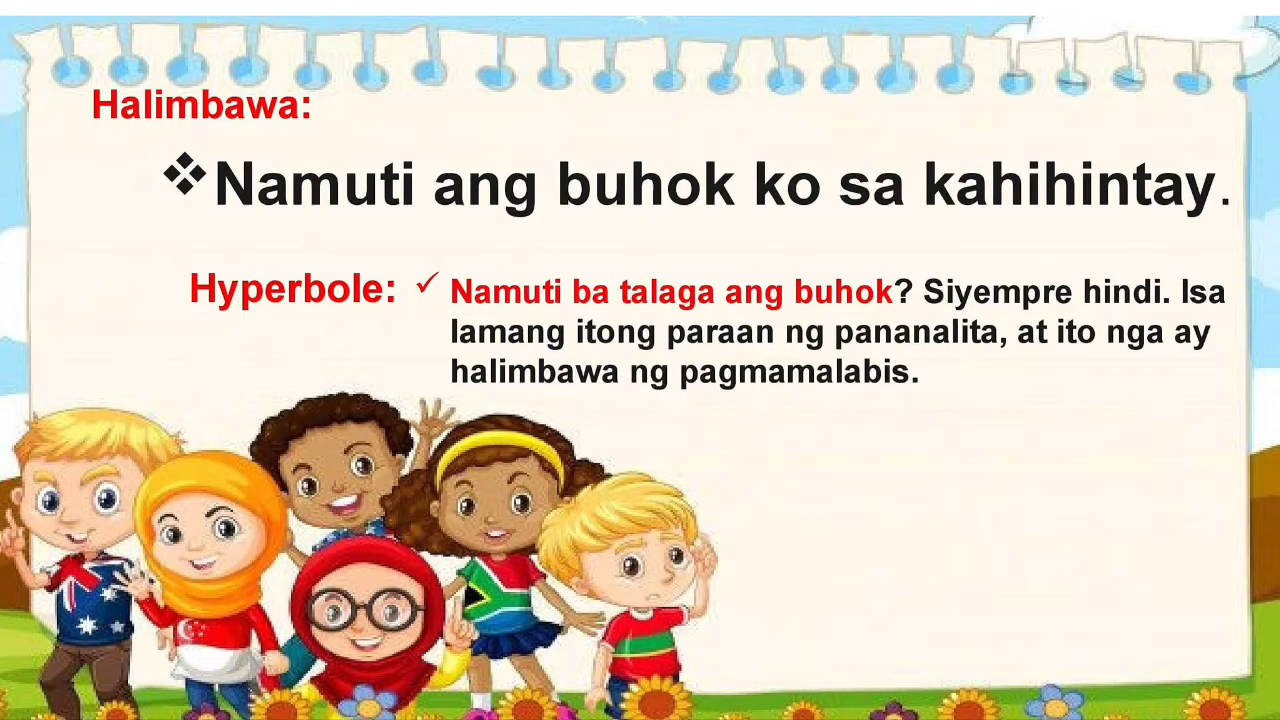 Halimbawa:
❖Namuti ang buhok ko sa kahihintay.
Hyperbole: ✓ Namuti ba talaga ang buhok? Siyempre hindi. Isa
lamang itong paraan ng pananalita, at ito nga ay
halimbawa ng pagmamalabis.